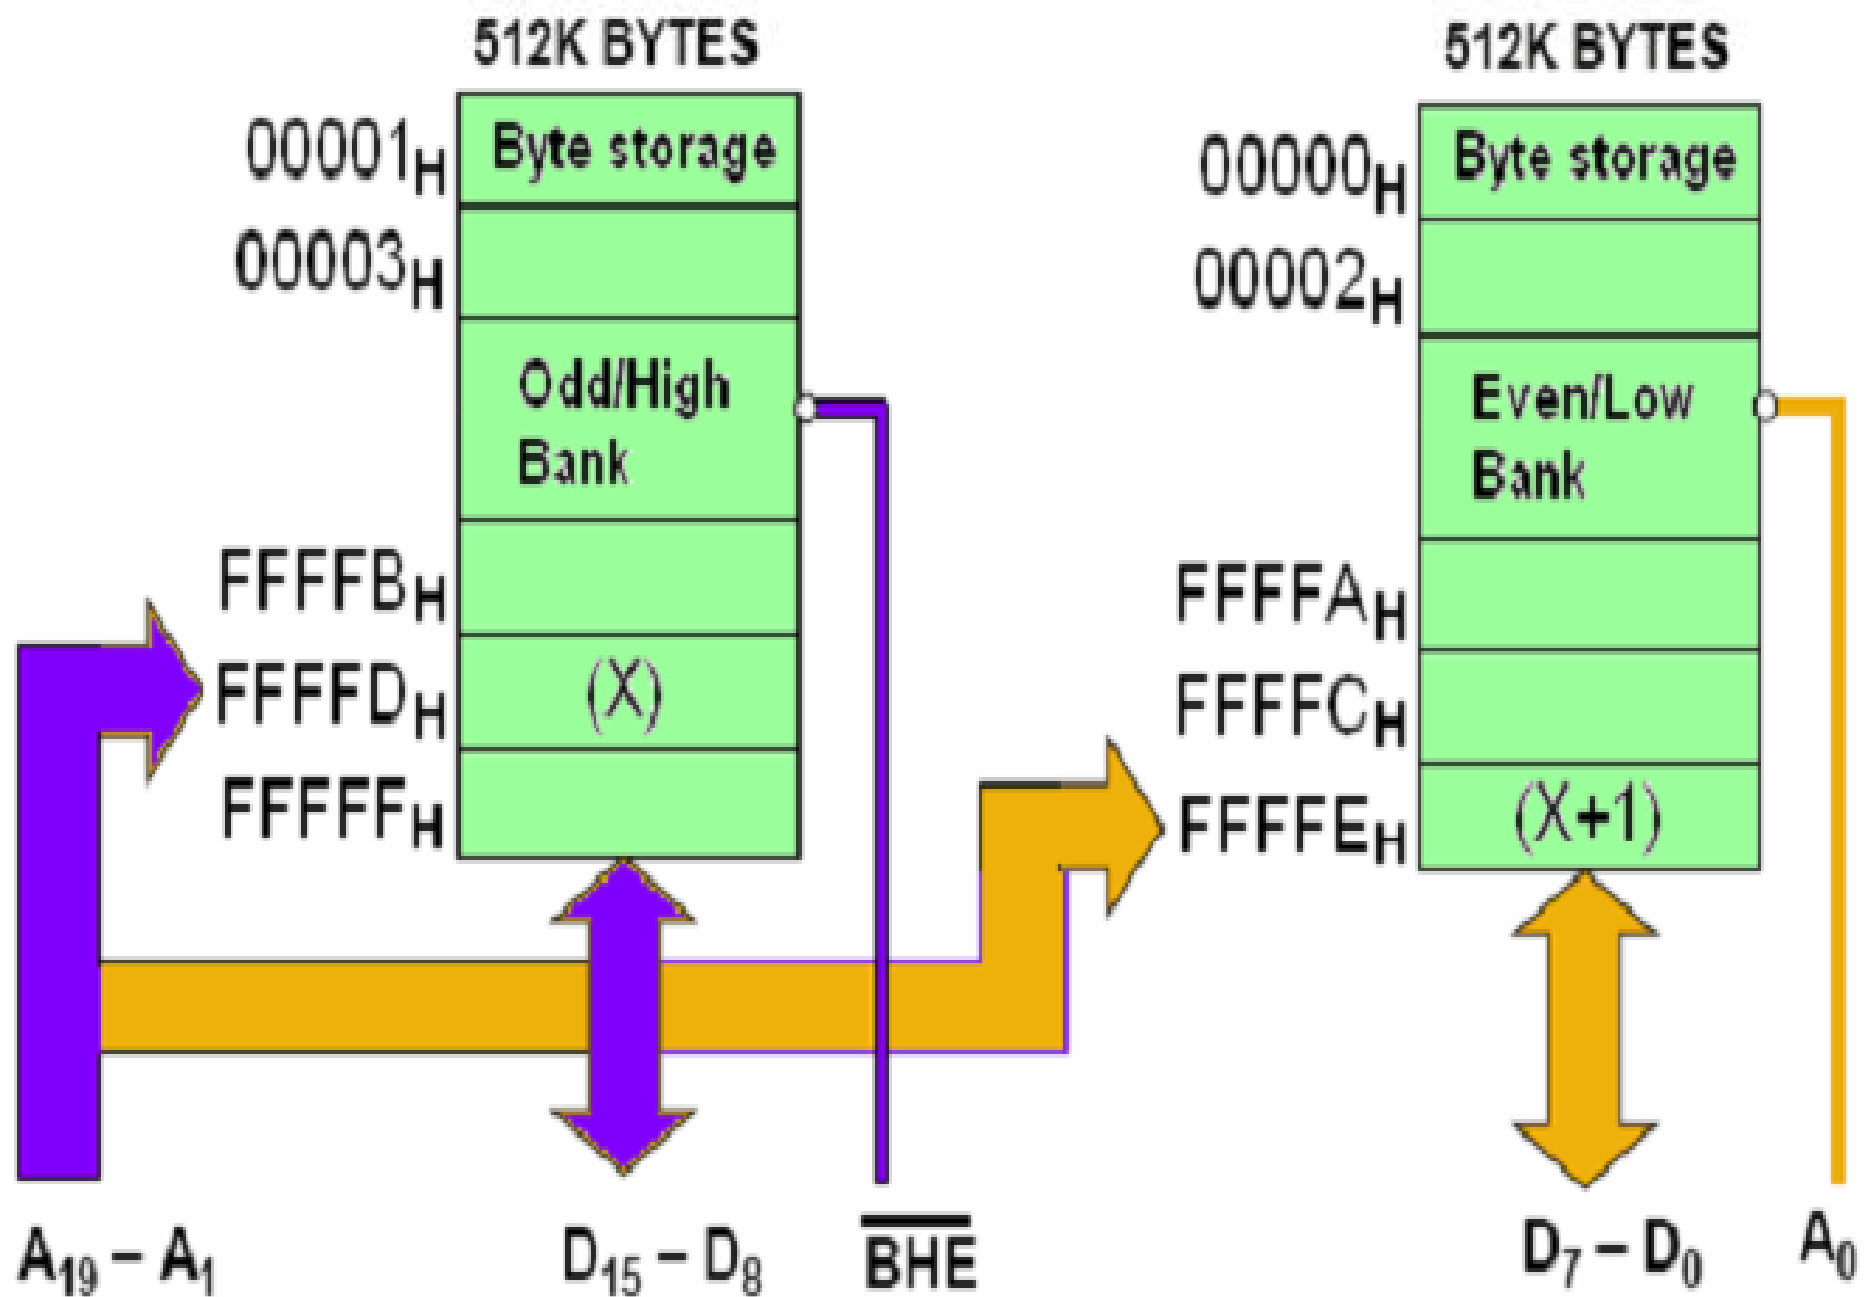 512K BYTES
00001H
Byte storage
00003H
Odd/High
Bank
FFFFBH
FFFFDH
(X)
FFFFFH
512K BYTES
00000H
Byte storage
00002H
Even/Low
Bank
FFFFAH
FFFFCH
FFFFEH
(X+1)
A19 – A1
D15 – D8
B̅H̅E̅
D7 – D0
A0